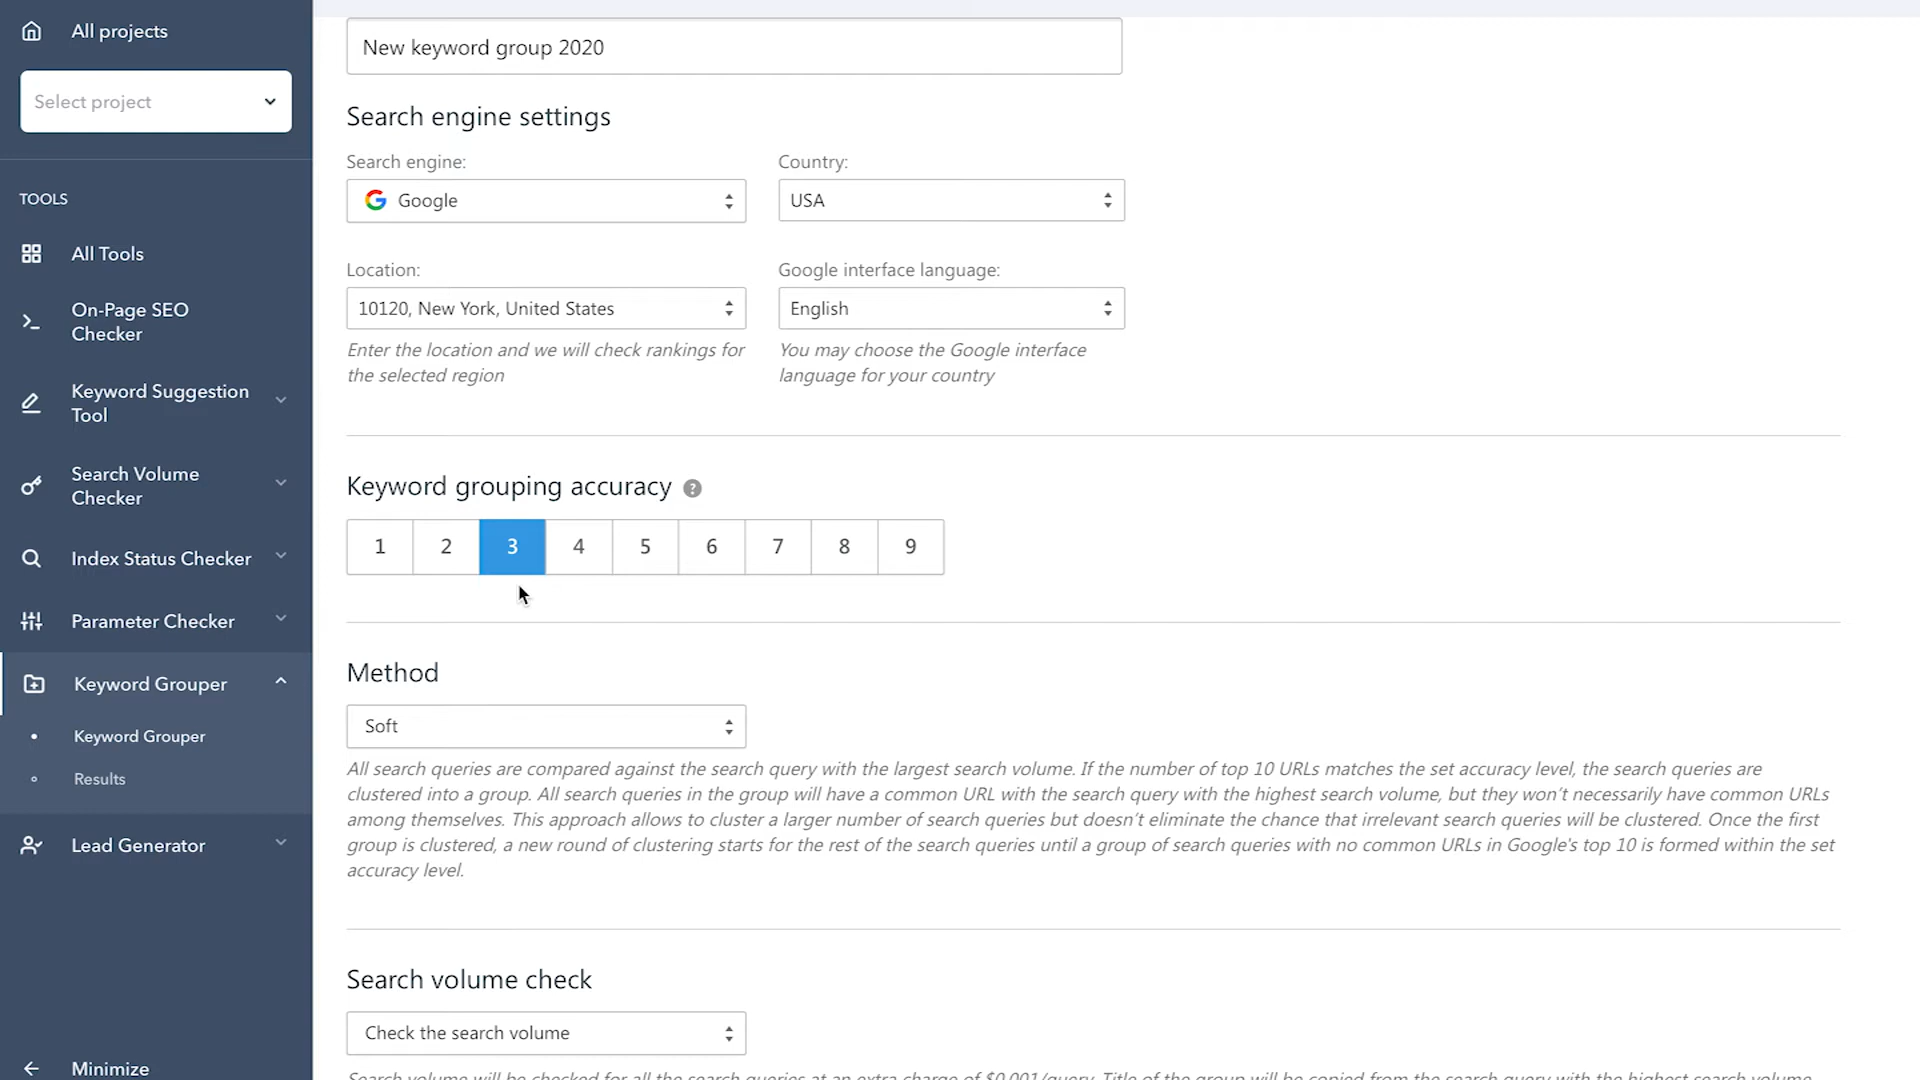 All projects
Select project
TOOLS
All Tools
On-Page SEO
Checker
Keyword Suggestion
Tool
Search Volume
Checker
Index Status Checker
Parameter Checker
Keyword Grouper
Keyword Grouper
Results
Lead Generator
Minimize
New keyword group 2020
Search engine settings
Search engine:
Country:
Google
USA
Location:
Google interface language:
10120, New York, United States
English
Enter the location and we will check rankings for
the selected region
You may choose the Google interface
language for your country
Keyword grouping accuracy ?
1 2 3 4 5 6 7 8 9
Method
Soft
All search queries are compared against the search query with the largest search volume. If the number of top 10 URLs matches the set accuracy level, the search queries are
clustered into a group. All search queries in the group will have a common URL with the search query with the highest search volume, but they won’t necessarily have common URLs
among themselves. This approach allows to cluster a larger number of search queries but doesn’t eliminate the chance that irrelevant search queries will be clustered. Once the first
group is clustered, a new round of clustering starts for the rest of the search queries until a group of search queries with no common URLs in Google's top 10 is formed within the set
accuracy level.
Search volume check
Check the search volume
Search volume will be checked for all the search queries at an extra charge of $0.001/query. Title of the group will be copied from the search query with the highest search volume